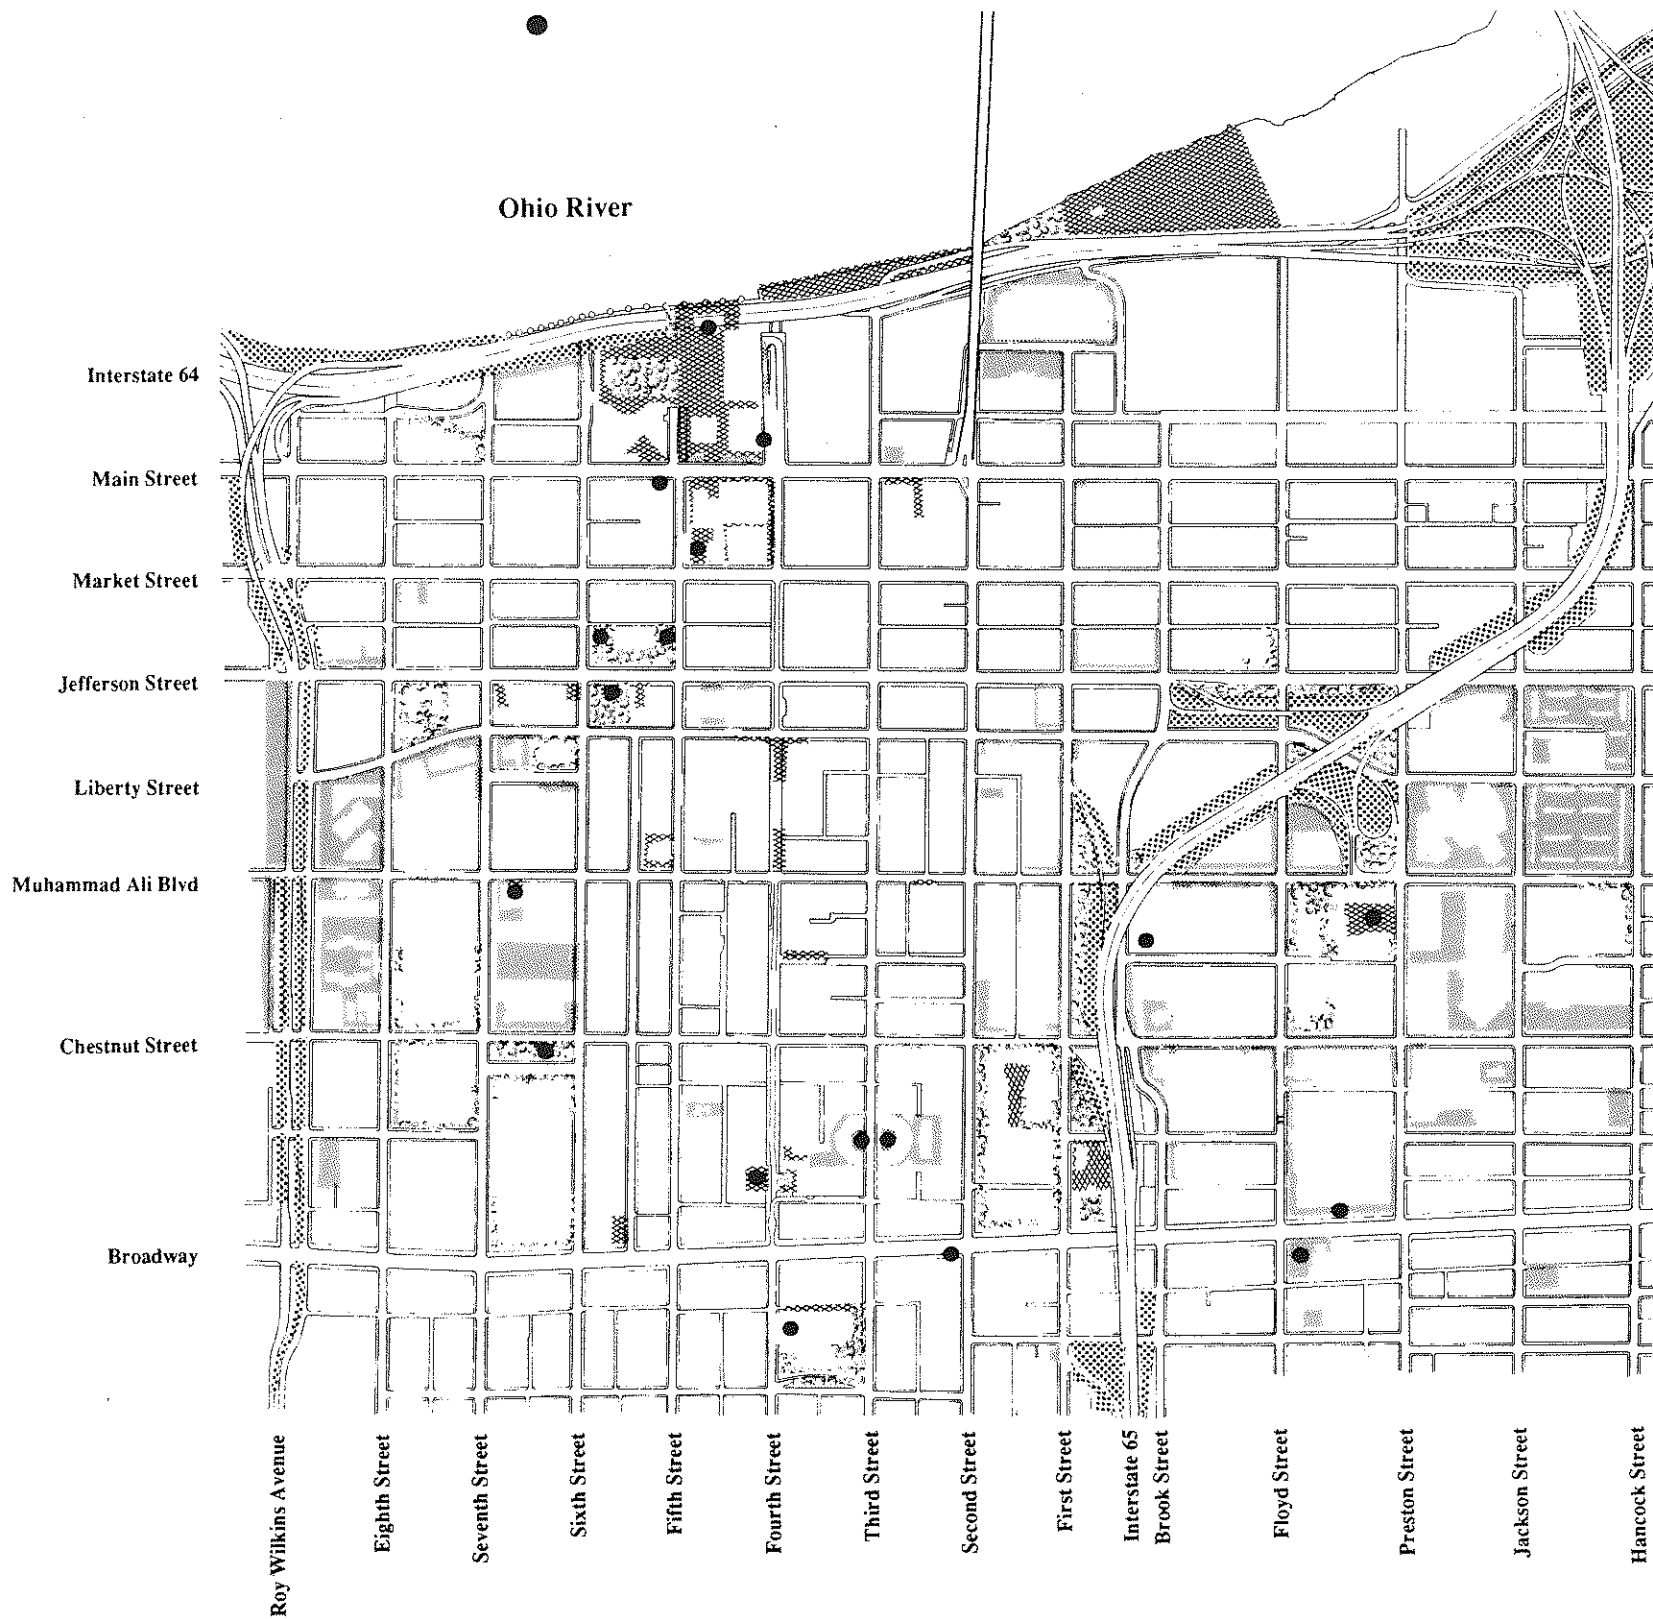 Ohio River
Interstate 64
Main Street
Market Street
Jefferson Street
Liberty Street
Muhammad Ali Blvd
Chestnut Street
Broadway
Roy Wilkins Avenue
Eighth Street
Seventh Street
Sixth Street
Fifth Street
Fourth Street
Third Street
Second Street
First Street
Interstate 65
Brook Street
Floyd Street
Preston Street
Jackson Street
Hancock Street